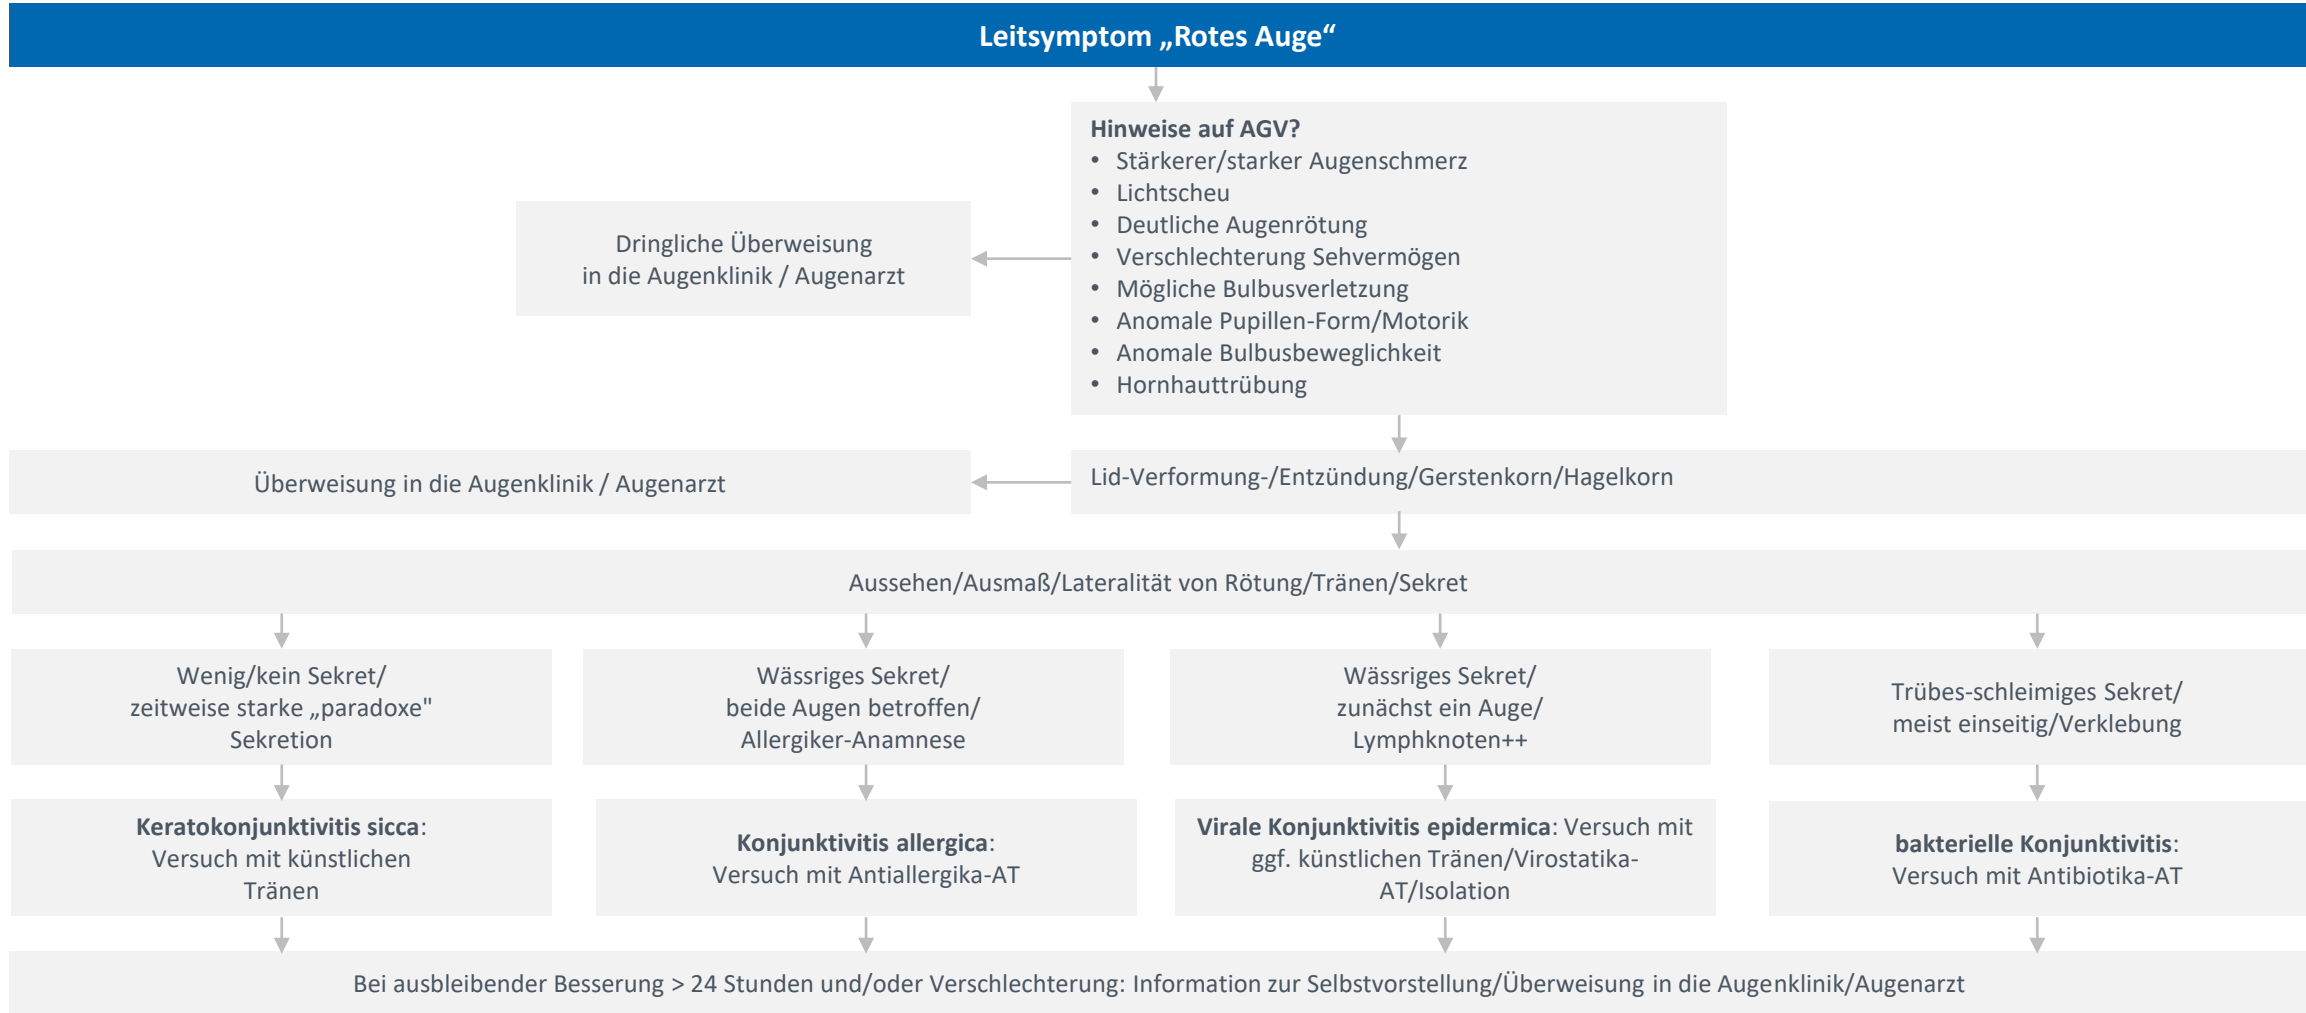 Leitsymptom „Rotes Auge“
Hinweise auf AGV?
• Stärkerer/starker Augenschmerz
• Lichtscheu
• Deutliche Augenrötung
• Verschlechterung Sehvermögen
• Mögliche Bulbusverletzung
• Anomale Pupillen-Form/Motorik
• Anomale Bulbusbeweglichkeit
• Hornhauttrübung
Dringliche Überweisung
in die Augenklinik / Augenarzt
Lid-Verformung-/Entzündung/Gerstenkorn/Hagelkorn
Überweisung in die Augenklinik / Augenarzt
Aussehen/Ausmaß/Lateralität von Rötung/Tränen/Sekret
Wenig/kein Sekret/
zeitweise starke „paradoxe"
Sekretion
Wässriges Sekret/
beide Augen betroffen/
Allergiker-Anamnese
Wässriges Sekret/
zunächst ein Auge/
Lymphknoten++
Trübes-schleimiges Sekret/
meist einseitig/Verklebung
Keratokonjunktivitis sicca:
Versuch mit künstlichen
Tränen
Konjunktivitis allergica:
Versuch mit Antiallergika-AT
Virale Konjunktivitis epidermica: Versuch mit
ggf. künstlichen Tränen/Virostatika-
AT/Isolation
bakterielle Konjunktivitis:
Versuch mit Antibiotika-AT
Bei ausbleibender Besserung > 24 Stunden und/oder Verschlechterung: Information zur Selbstvorstellung/Überweisung in die Augenklinik/Augenarzt